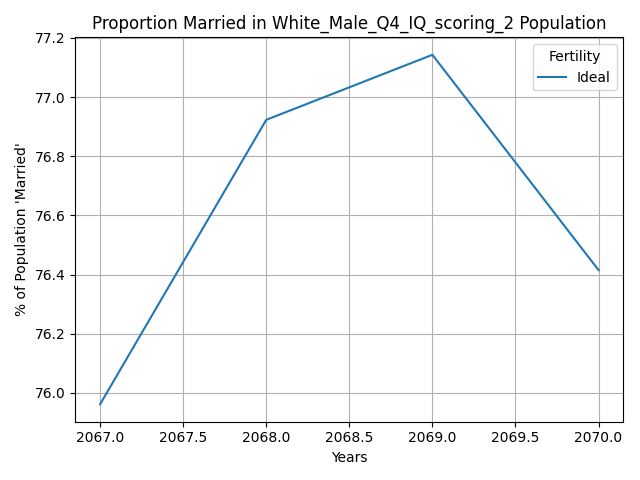 Proportion Married in White_Male_Q4_IQ_scoring_2 Population
77.2
77.0
76.8
76.6
76.4
76.2
76.0
% of Population 'Married'
Fertility
Ideal
2067.0 2067.5 2068.0 2068.5 2069.0 2069.5 2070.0
Years